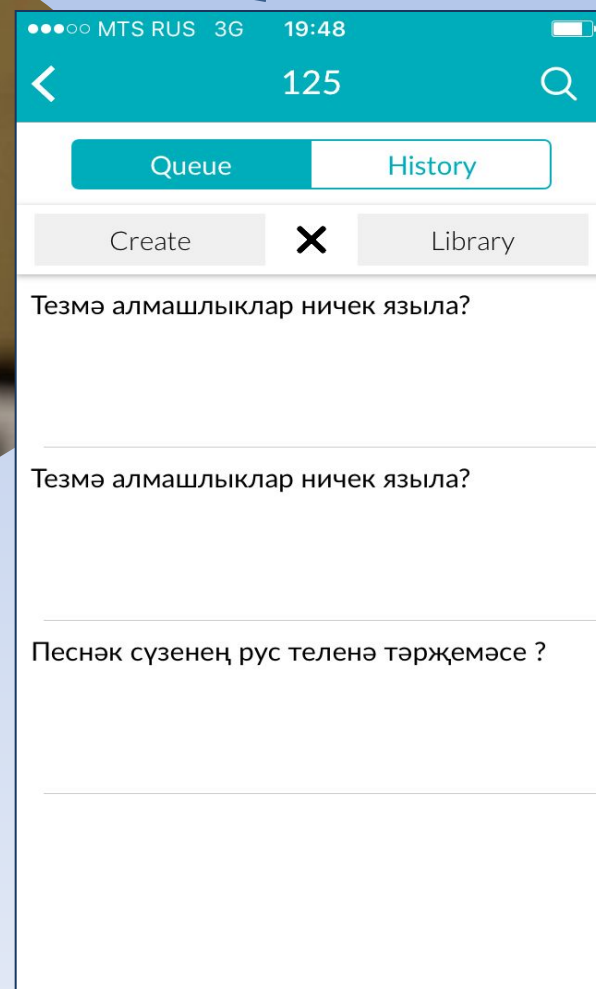 MTS RUS 3G 19:48
125
Queue History
Create Library
Тезмә алмашлыклар ничек языла?
Тезмә алмашлыклар ничек языла?
Песнәк сүзенең рус теленә тәрҗемәсе ?